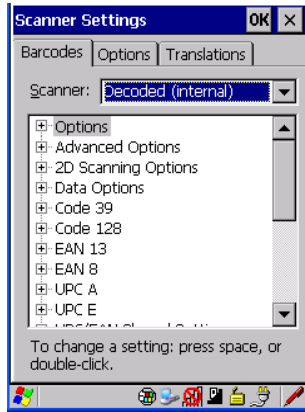 Scanner Settings OK ×
Barcodes Options Translations
Scanner: Decoded (internal)
Options
Advanced Options
2D Scanning Options
Data Options
Code 39
Code 128
EAN 13
EAN 8
UPC A
UPC E
To change a setting: press space, or
double-click.